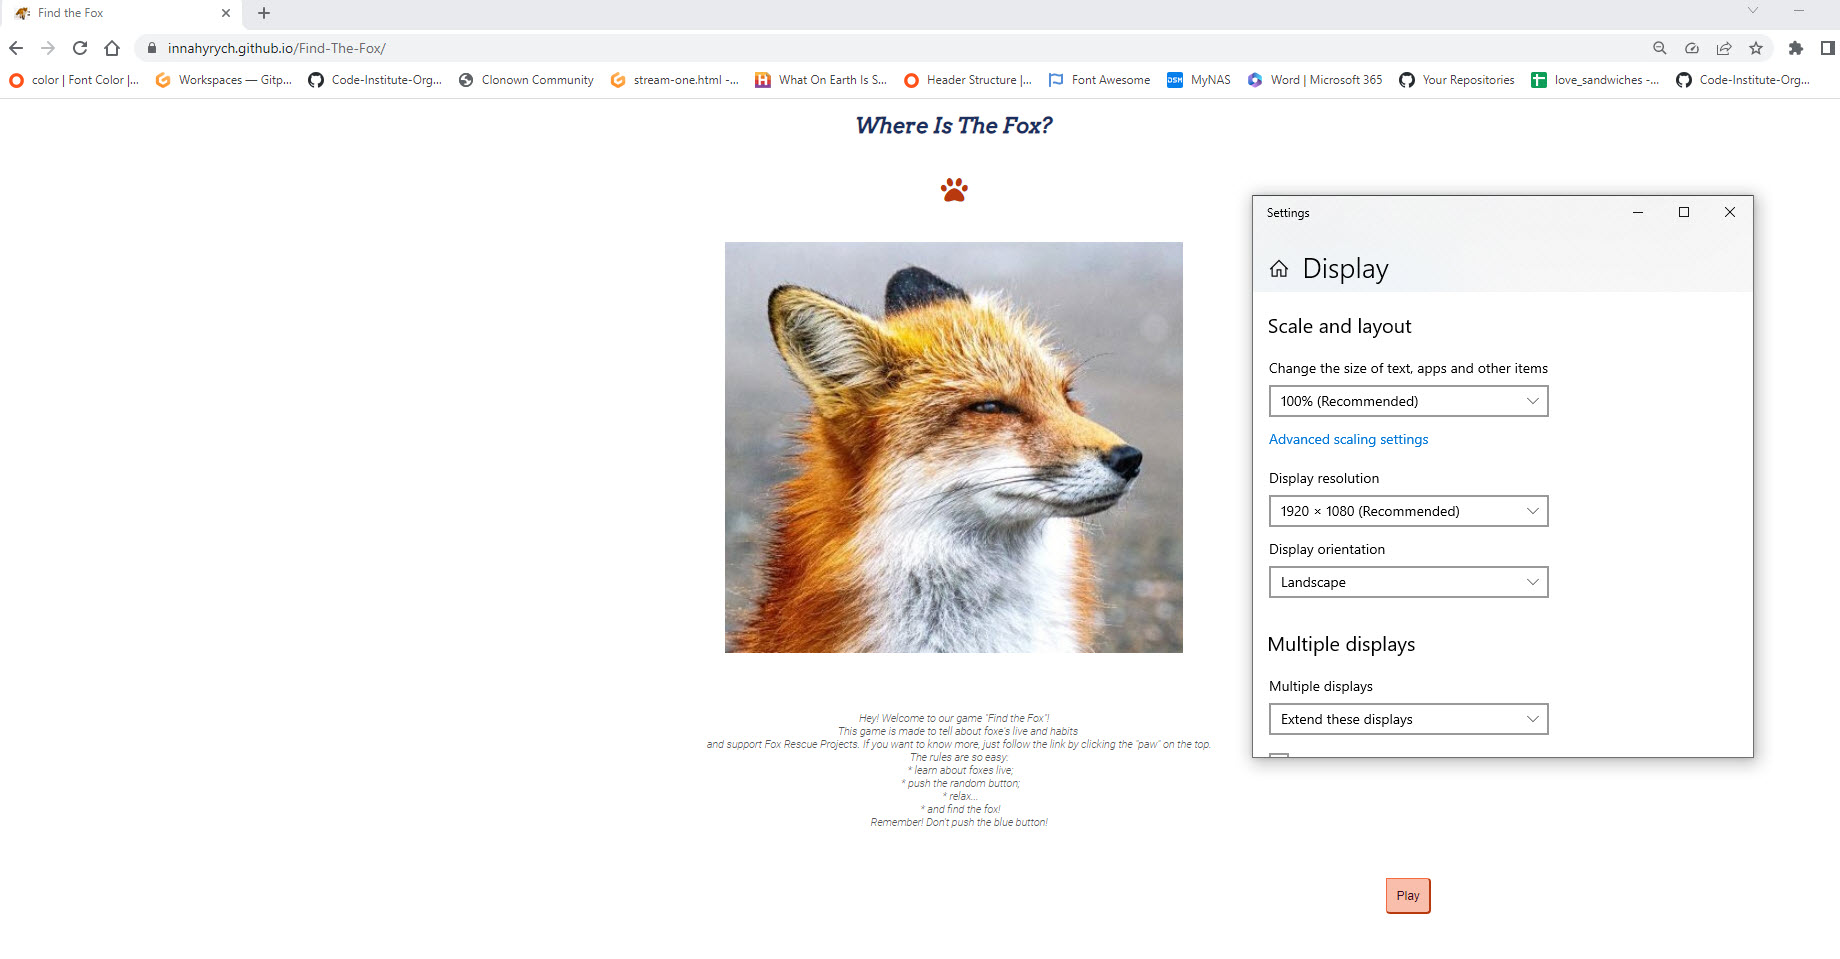 Find the Fox
innahyrych.github.io/Find-The-Fox/
color | Font Color |...
Workspaces — Gitp...
Code-Institute-Org...
Clonown Community
stream-one.html -...
What On Earth Is S...
Header Structure |...
Font Awesome
DSM
MyNAS
Word | Microsoft 365
Your Repositories
love_sandwiches -...
Code-Institute-Org...
Where Is The Fox?
Settings
Display
Scale and layout
Change the size of text, apps and other items
100% (Recommended)
Advanced scaling settings
Display resolution
1920 × 1080 (Recommended)
Display orientation
Landscape
Multiple displays
Multiple displays
Extend these displays
Hey! Welcome to our game "Find the Fox"!
This game is made to tell about foxe's live and habits
and support Fox Rescue Projects. If you want to know more, just follow the link by clicking the "paw" on the top.
The rules are so easy:
* learn about foxes live;
* push the random button;
* relax...
* and find the fox!
Remember! Don't push the blue button!
Play